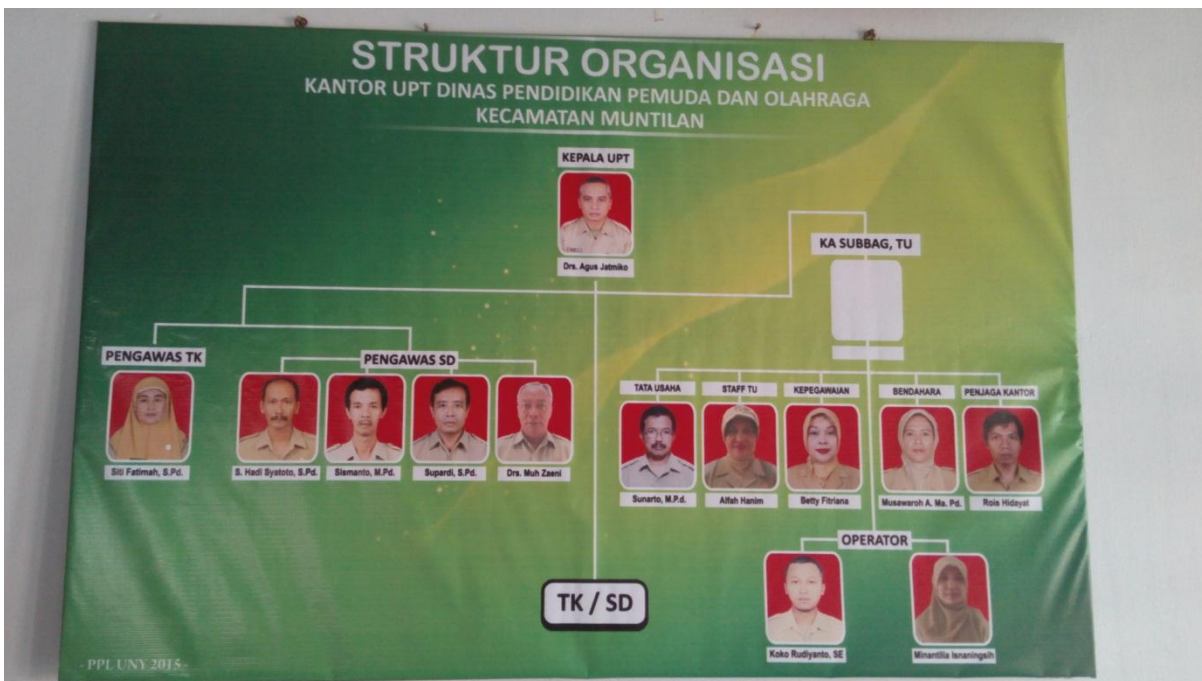 STRUKTUR ORGANISASI
KANTOR UPT DINAS PENDIDIKAN PEMUDA DAN OLAHRAGA
KECAMATAN MUNTILAN
KEPALA UPT
Drs. Agus Jatmiko
KA SUBBAG, TU
PENGAWAS TK
Siti Fatimah, S.Pd.
PENGAWAS SD
S. Hadi Syatoto, S.Pd.
Sismanto, M.Pd.
Supardi, S.Pd.
Drs. Muh Zaeni
TATA USAHA
STAFF TU
KEPEGAWAIAN
BENDAHARA
PENJAGA KANTOR
Sunarto, M.P.d.
Alfah Hanim
Betty Fitriana
Musawaroh A. Ma. Pd.
Rois Hidayat
OPERATOR
Koko Rudiyanto, SE
Minantilia Isnaningsih
TK / SD
- PPL UNY 2015 -